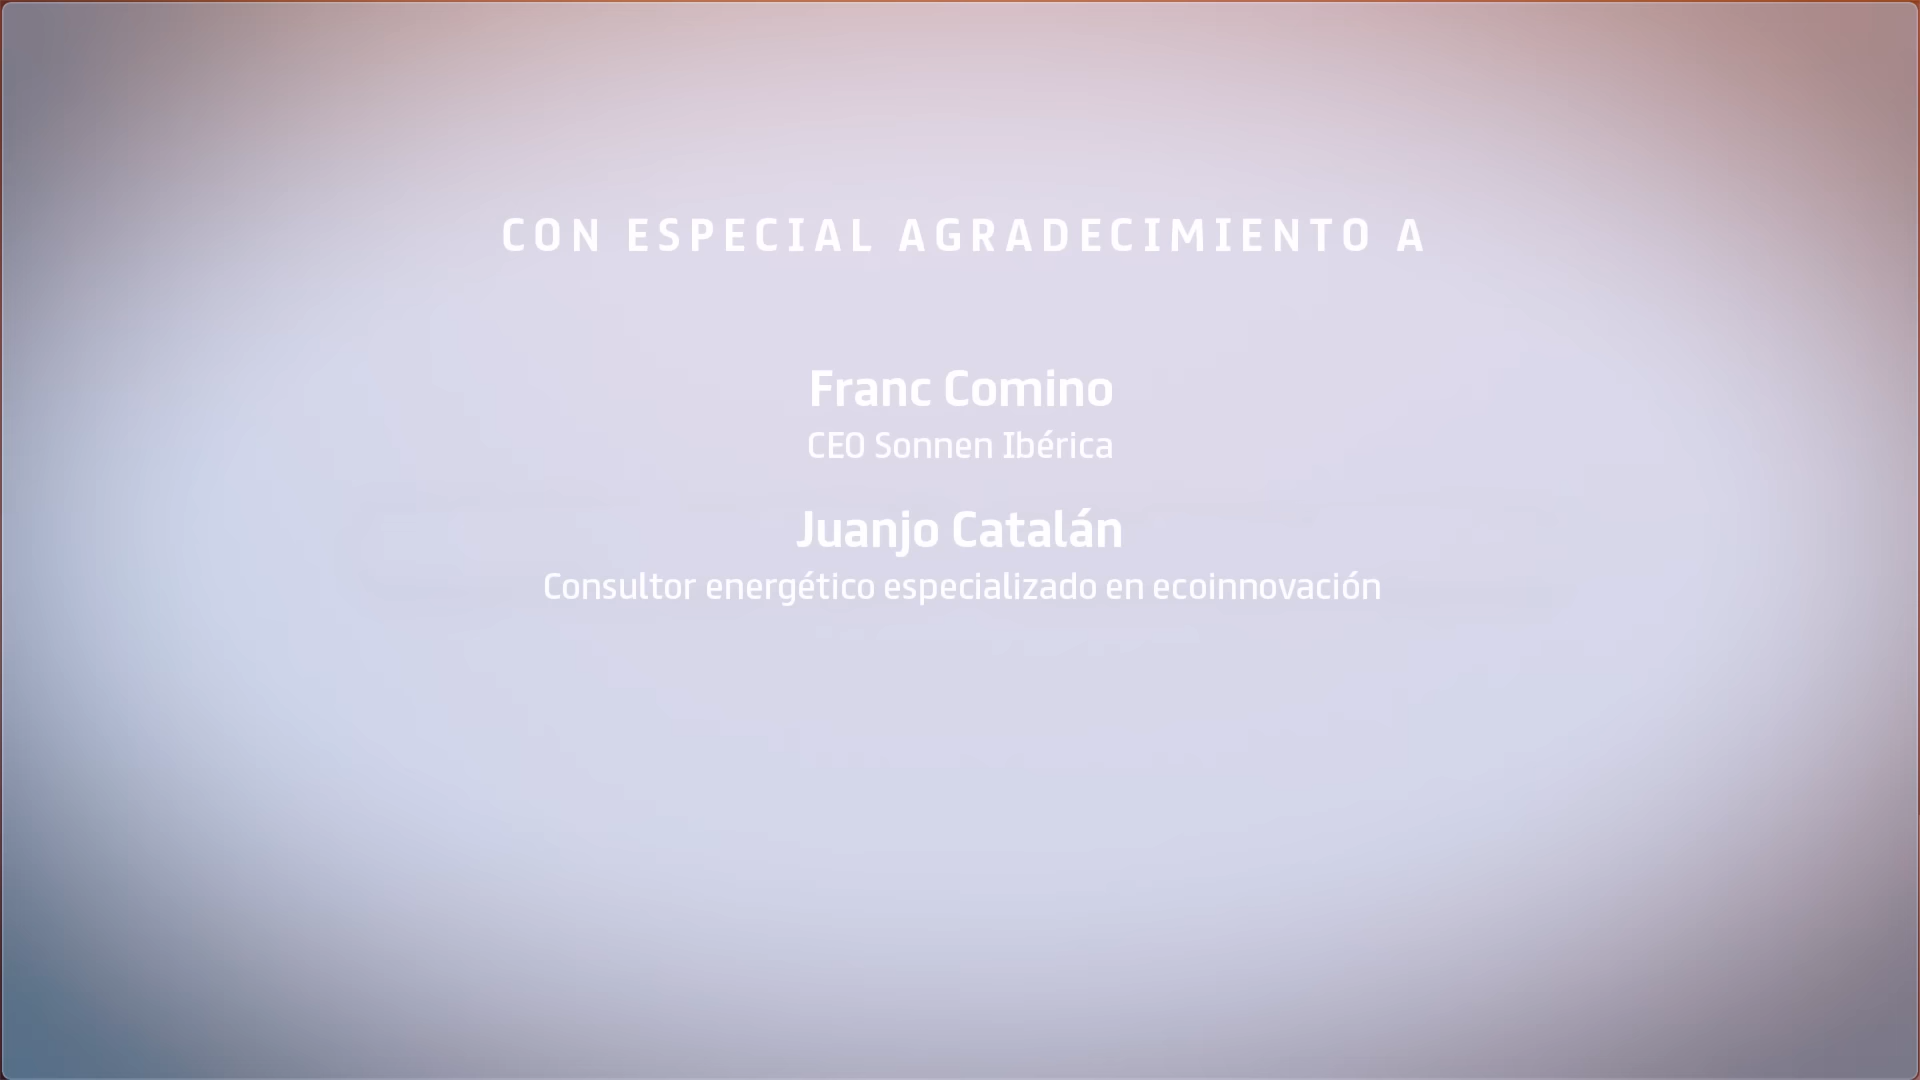 CON ESPECIAL AGRADECIMIENTO A
Franc Comino
CEO Sonnen Ibérica
Juanjo Catalán
Consultor energético especializado en ecoinnovación